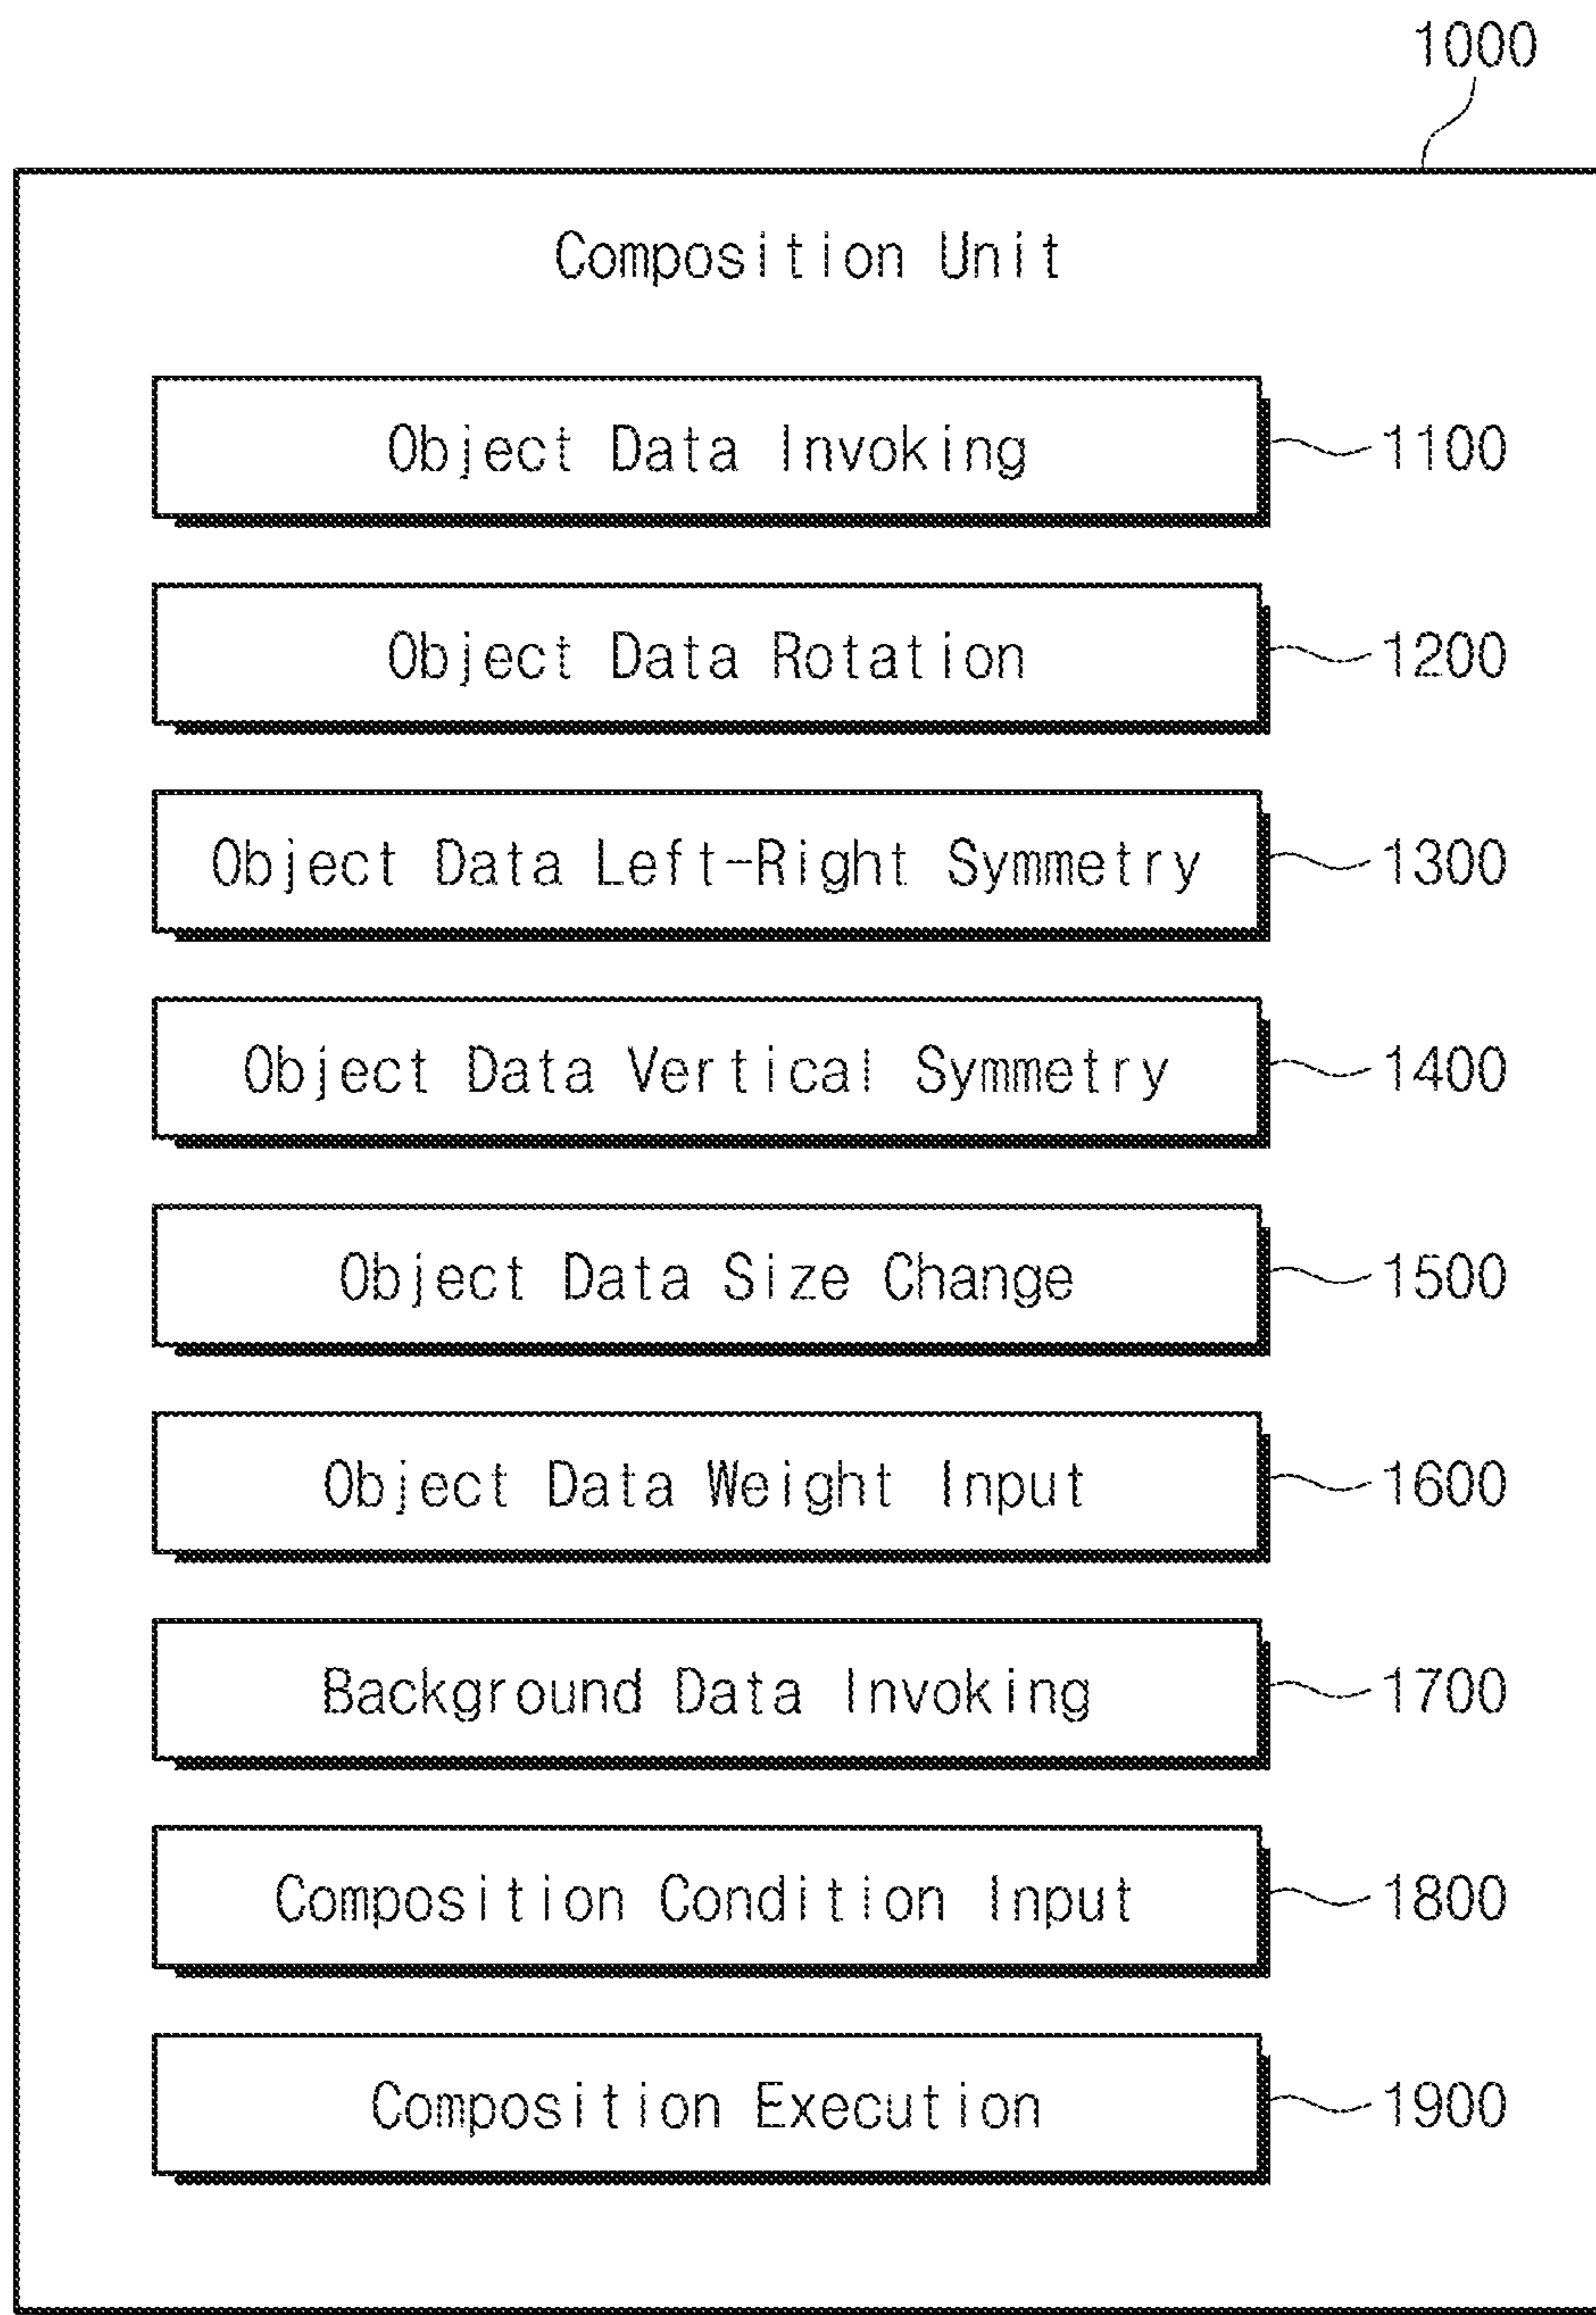 1000
Composition Unit
Object Data Invoking 1100
Object Data Rotation 1200
Object Data Left-Right Symmetry 1300
Object Data Vertical Symmetry 1400
Object Data Size Change 1500
Object Data Weight Input 1600
Background Data Invoking 1700
Composition Condition Input 1800
Composition Execution 1900